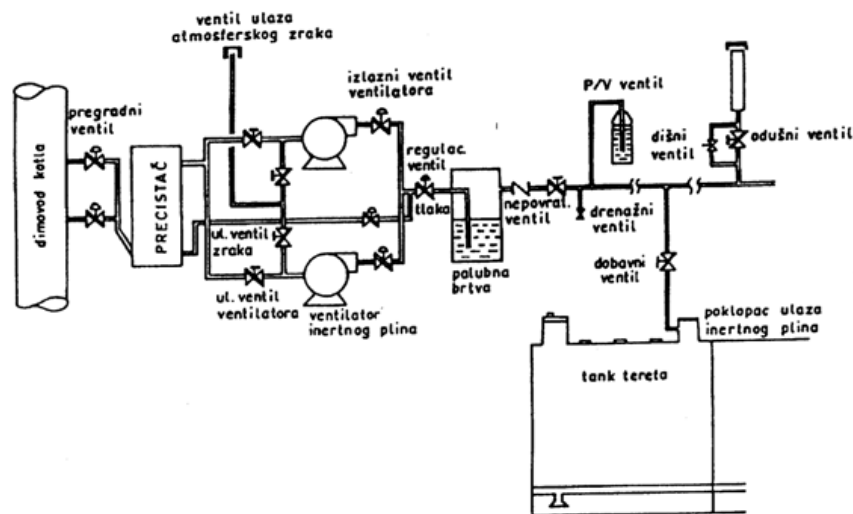 ventil ulaza
atmosferskog zraka
izlazni ventil
ventilatora
P/V ventil
pregradni
ventil
dišni
ventil
odušni ventil
regulac.
ventil
tlaka
dimovod kotla
PRECISTAČ
nepovrat.
ventil
drenažni
ventil
ul. ventil
zraka
palubna
brtva
dobavni
ventil
ul. ventil
ventilatora
ventilator
inertnog plina
poklopac ulaza
inertnog plina
tank tereta